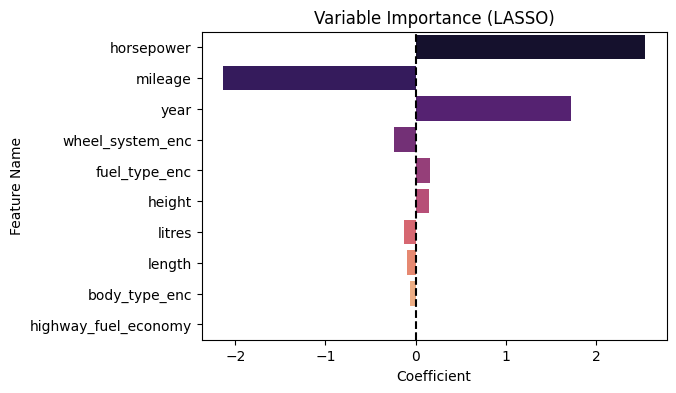 Variable Importance (LASSO)
horsepower
mileage
year
wheel_system_enc
fuel_type_enc
height
litres
length
body_type_enc
highway_fuel_economy
Feature Name
−2
−1
0
1
2
Coefficient